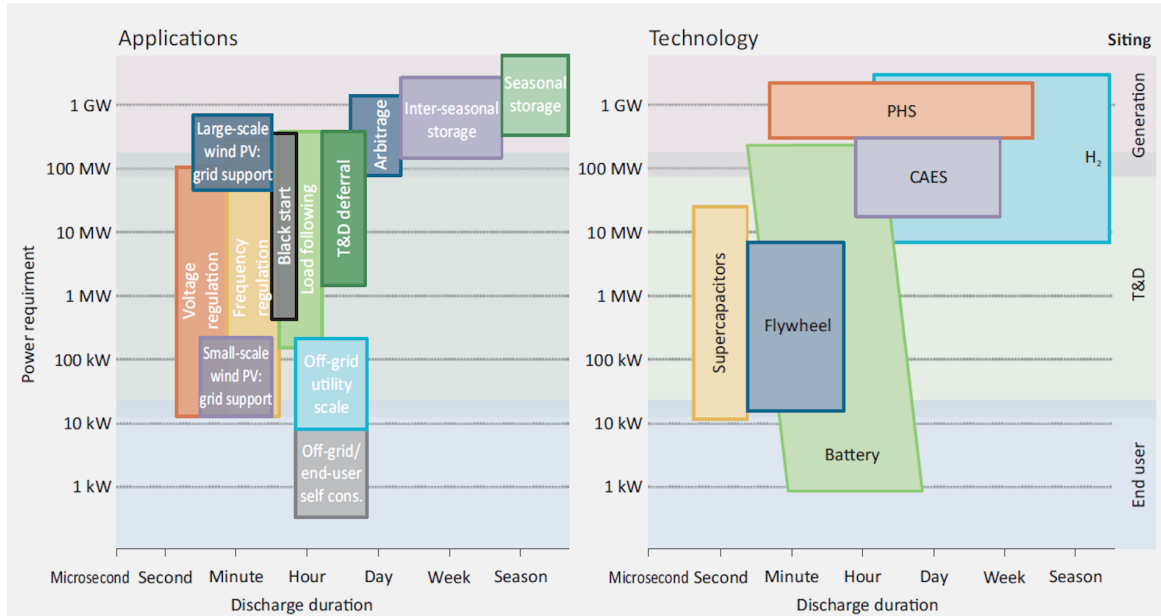 Applications
Technology
Siting
Power requirment
1 GW
100 MW
10 MW
1 MW
100 kW
10 kW
1 kW
Large-scale
wind PV:
grid support
Voltage
regulation
Frequency
regulation
Small-scale
wind PV:
grid support
Black start
Load following
T&D deferral
Arbitrage
Inter-seasonal
storage
Seasonal
storage
Off-grid
utility
scale
Off-grid/
end-user
self cons.
Microsecond
Second
Minute
Hour
Day
Week
Season
Discharge duration
1 GW
100 MW
10 MW
1 MW
100 kW
10 kW
1 kW
PHS
H2
CAES
Supercapacitors
Flywheel
Battery
Generation
T&D
End user
Microsecond
Second
Minute
Hour
Day
Week
Season
Discharge duration